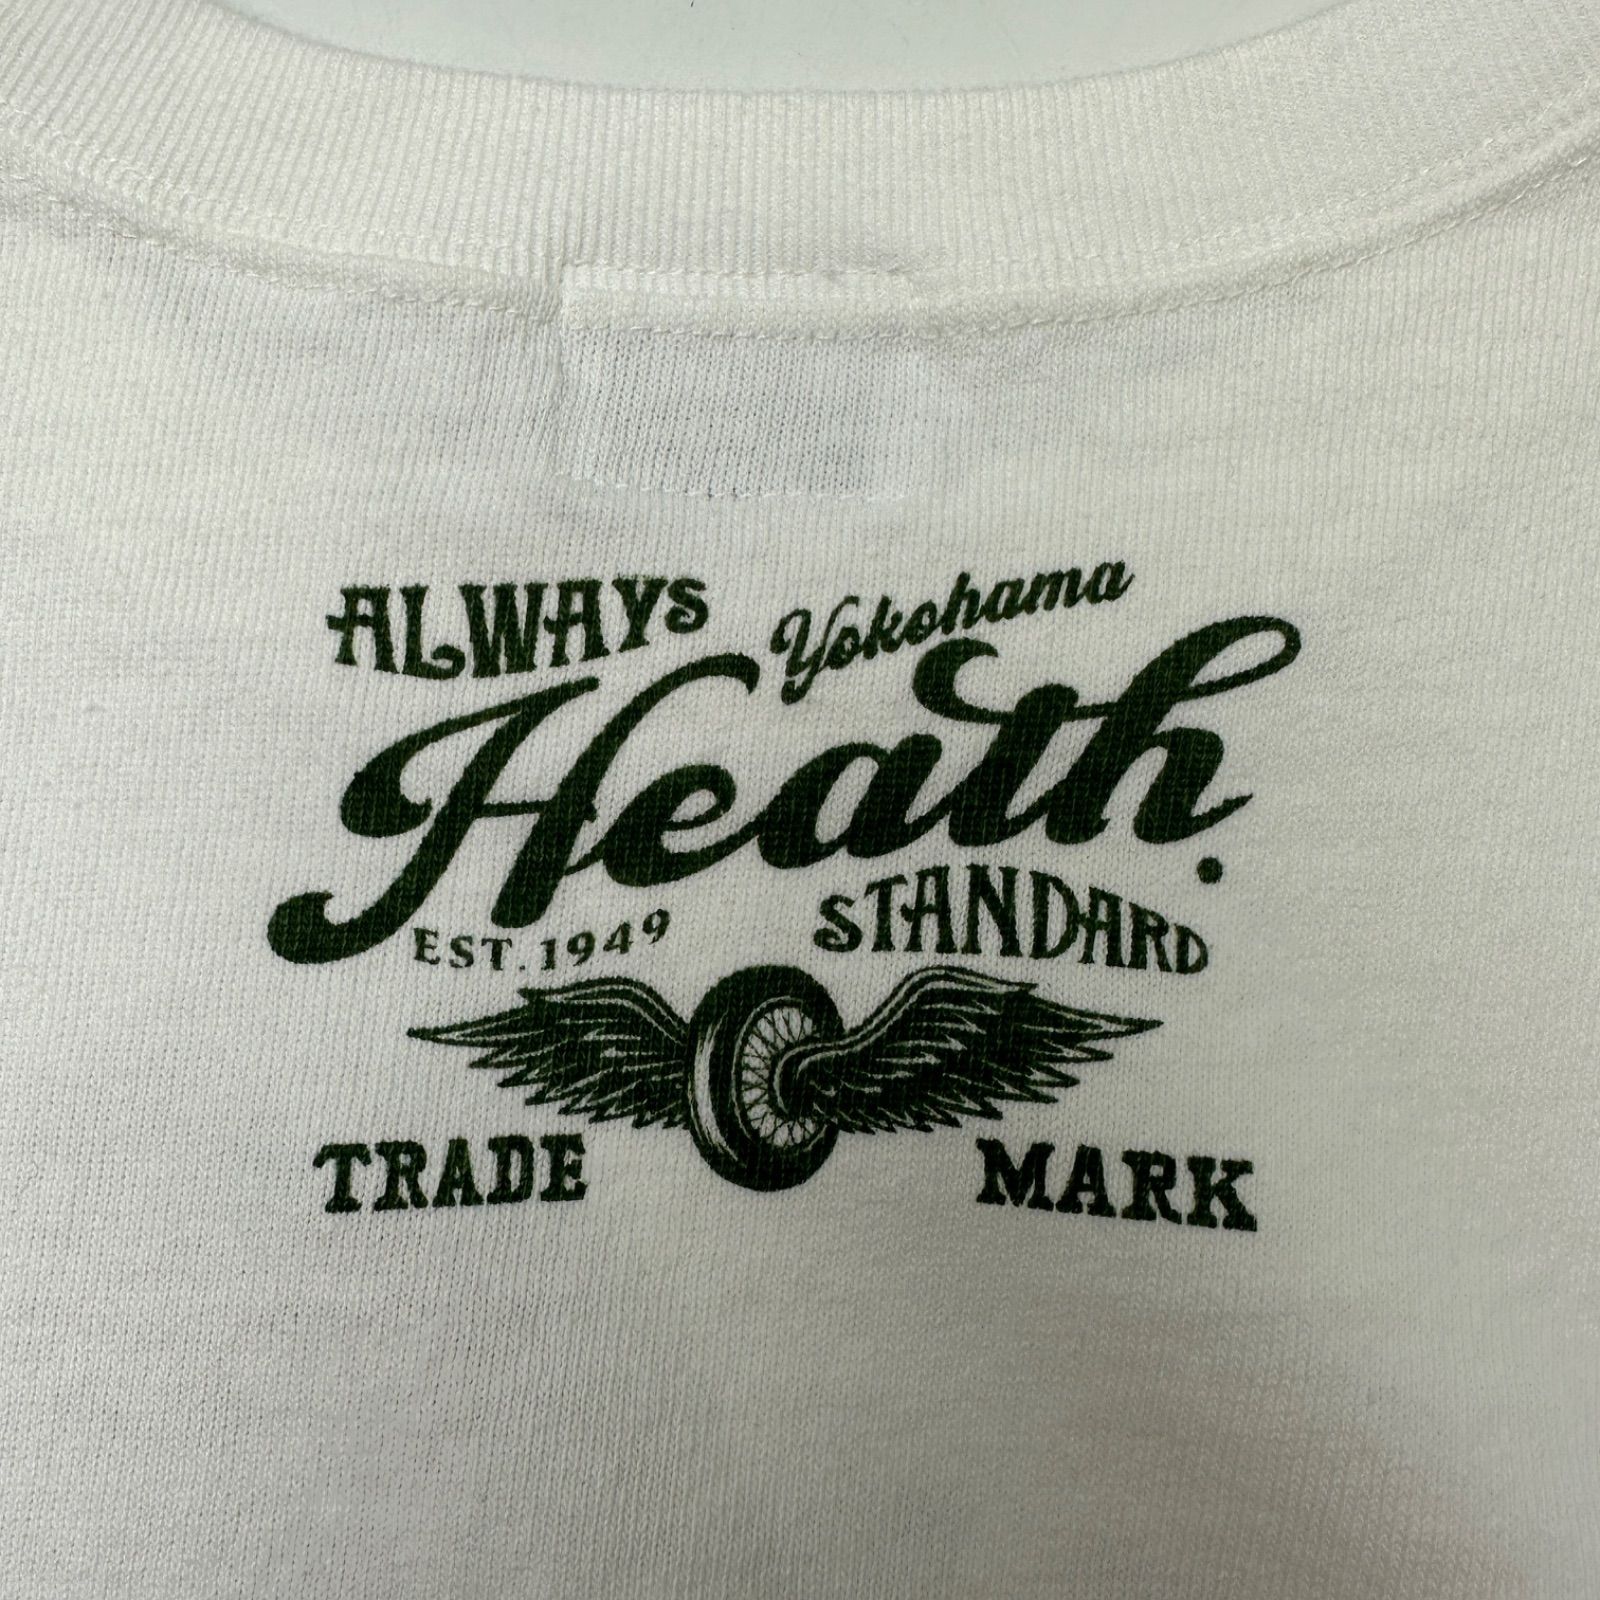 ALWAYS Yokohama
Heath.
EST.1949 STANDARD
TRADE MARK